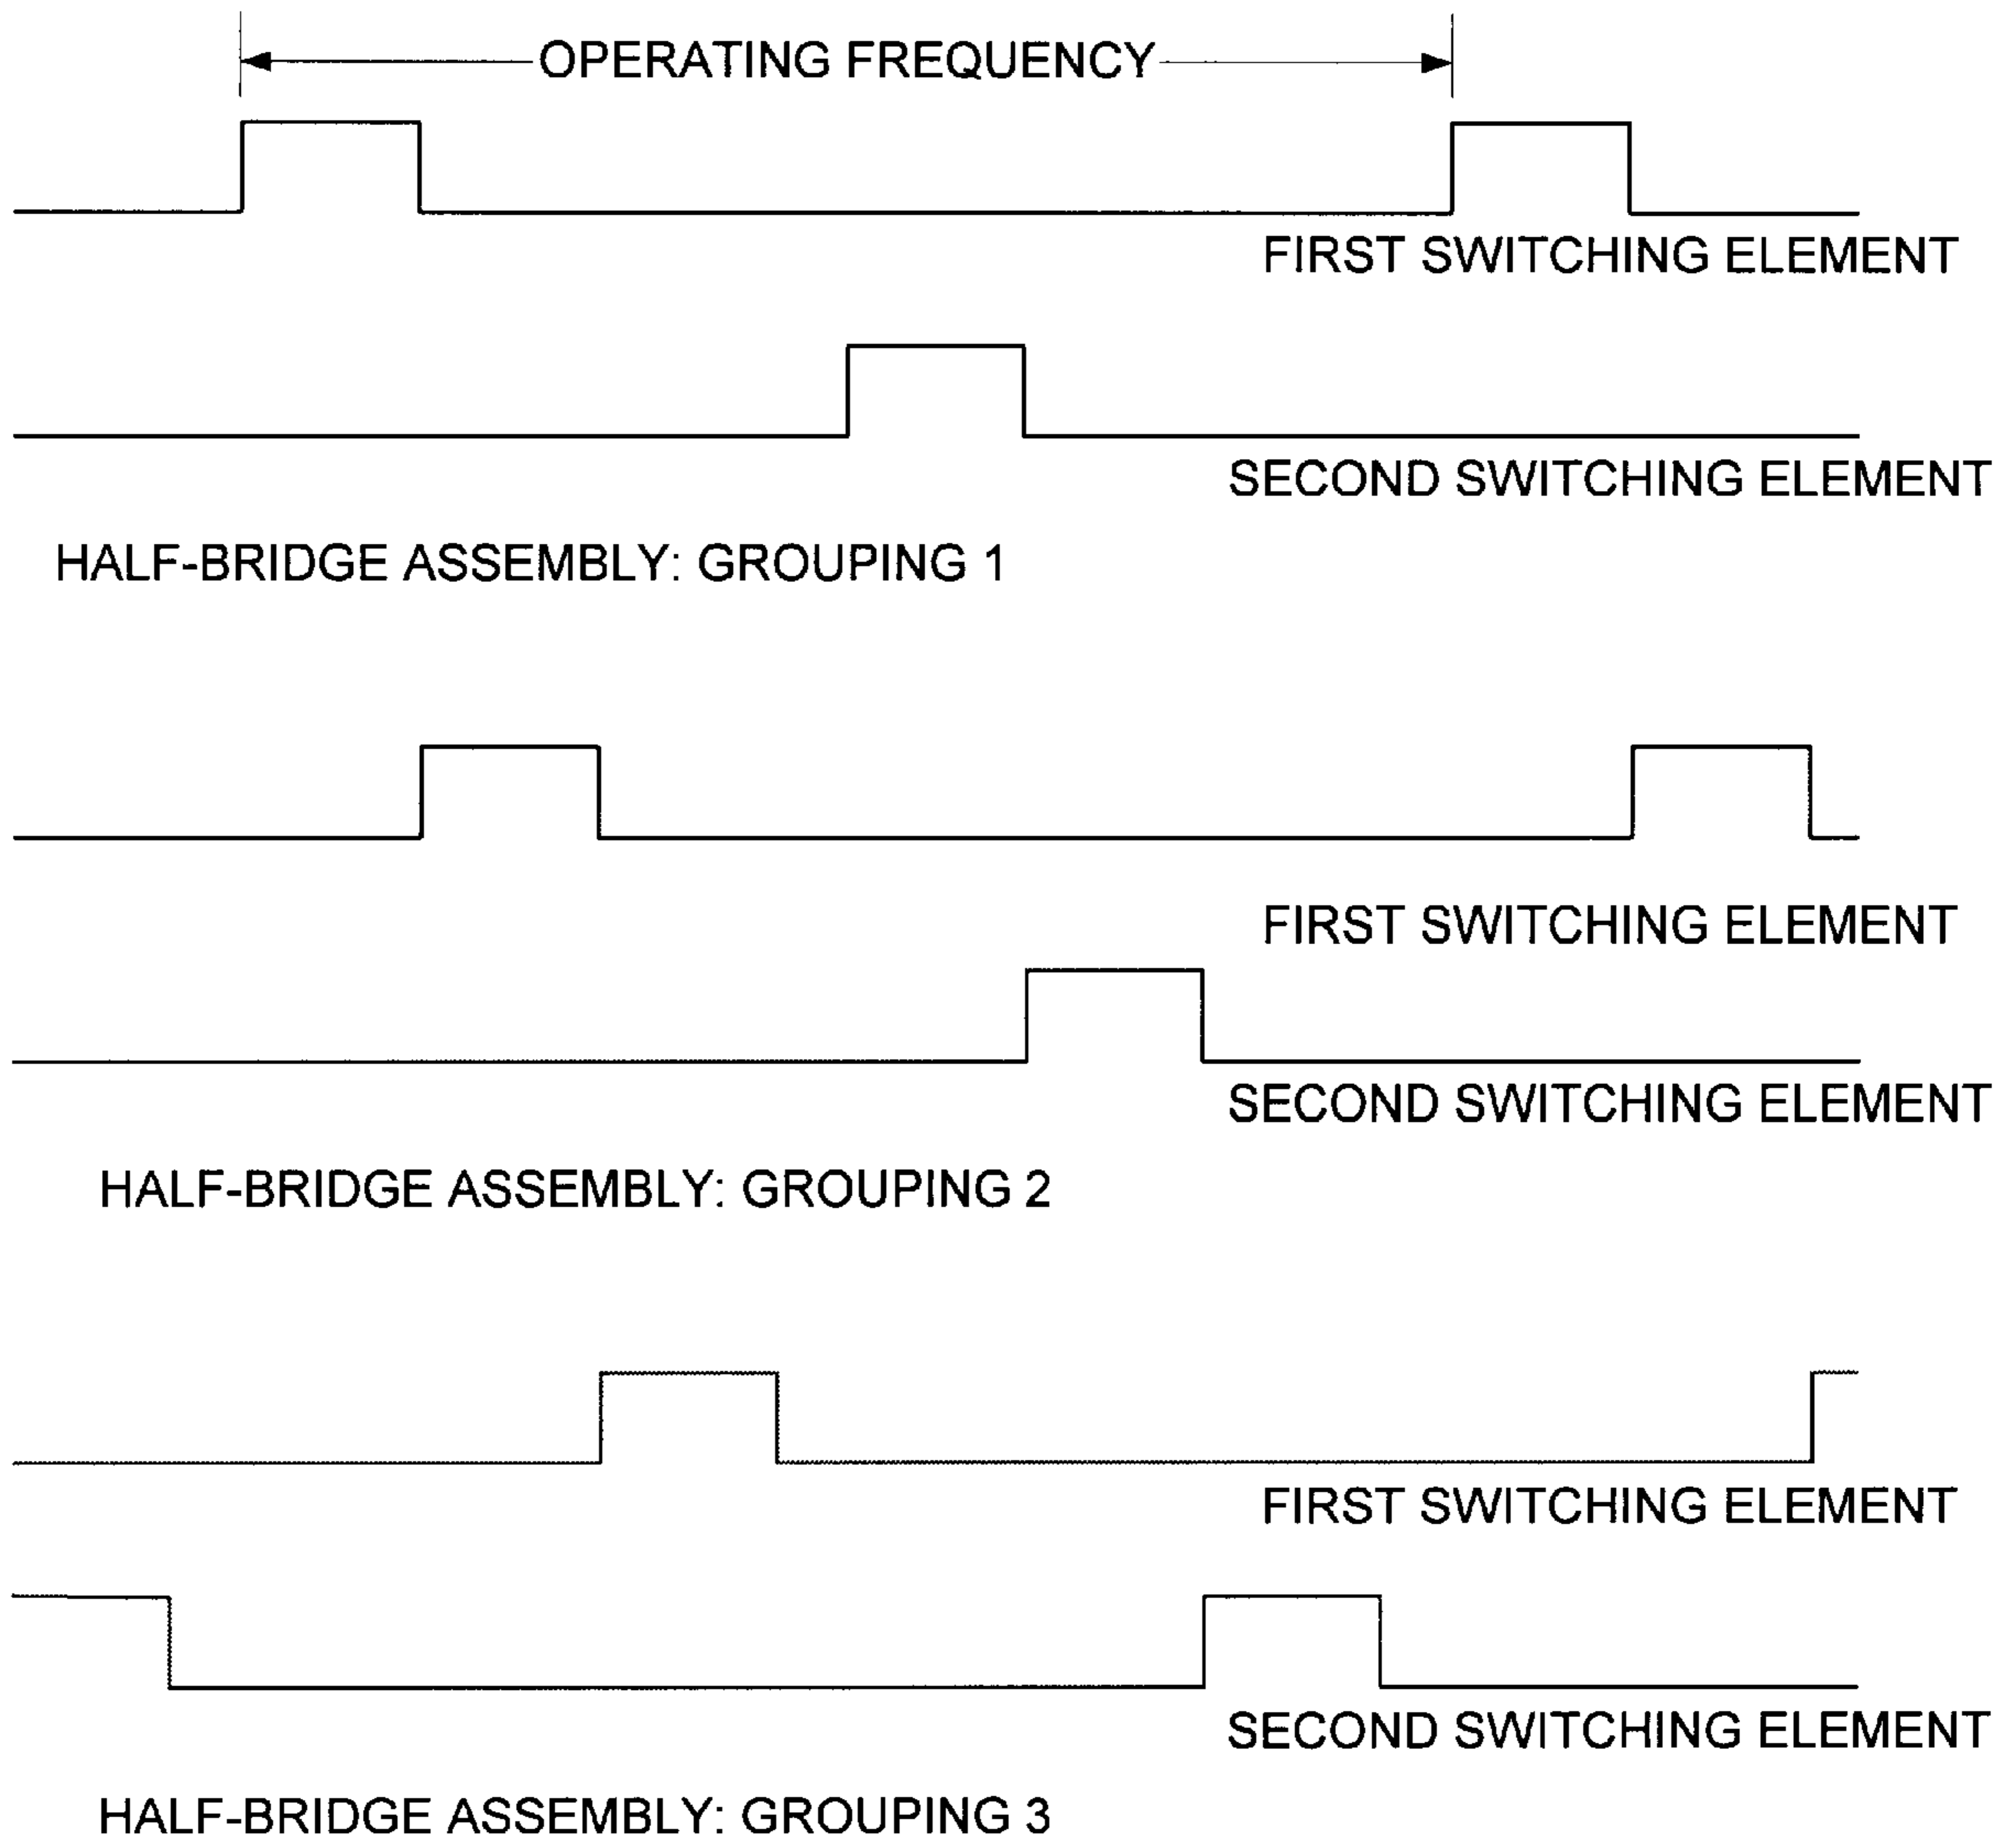 OPERATING FREQUENCY
FIRST SWITCHING ELEMENT
SECOND SWITCHING ELEMENT
HALF-BRIDGE ASSEMBLY: GROUPING 1
FIRST SWITCHING ELEMENT
SECOND SWITCHING ELEMENT
HALF-BRIDGE ASSEMBLY: GROUPING 2
FIRST SWITCHING ELEMENT
SECOND SWITCHING ELEMENT
HALF-BRIDGE ASSEMBLY: GROUPING 3